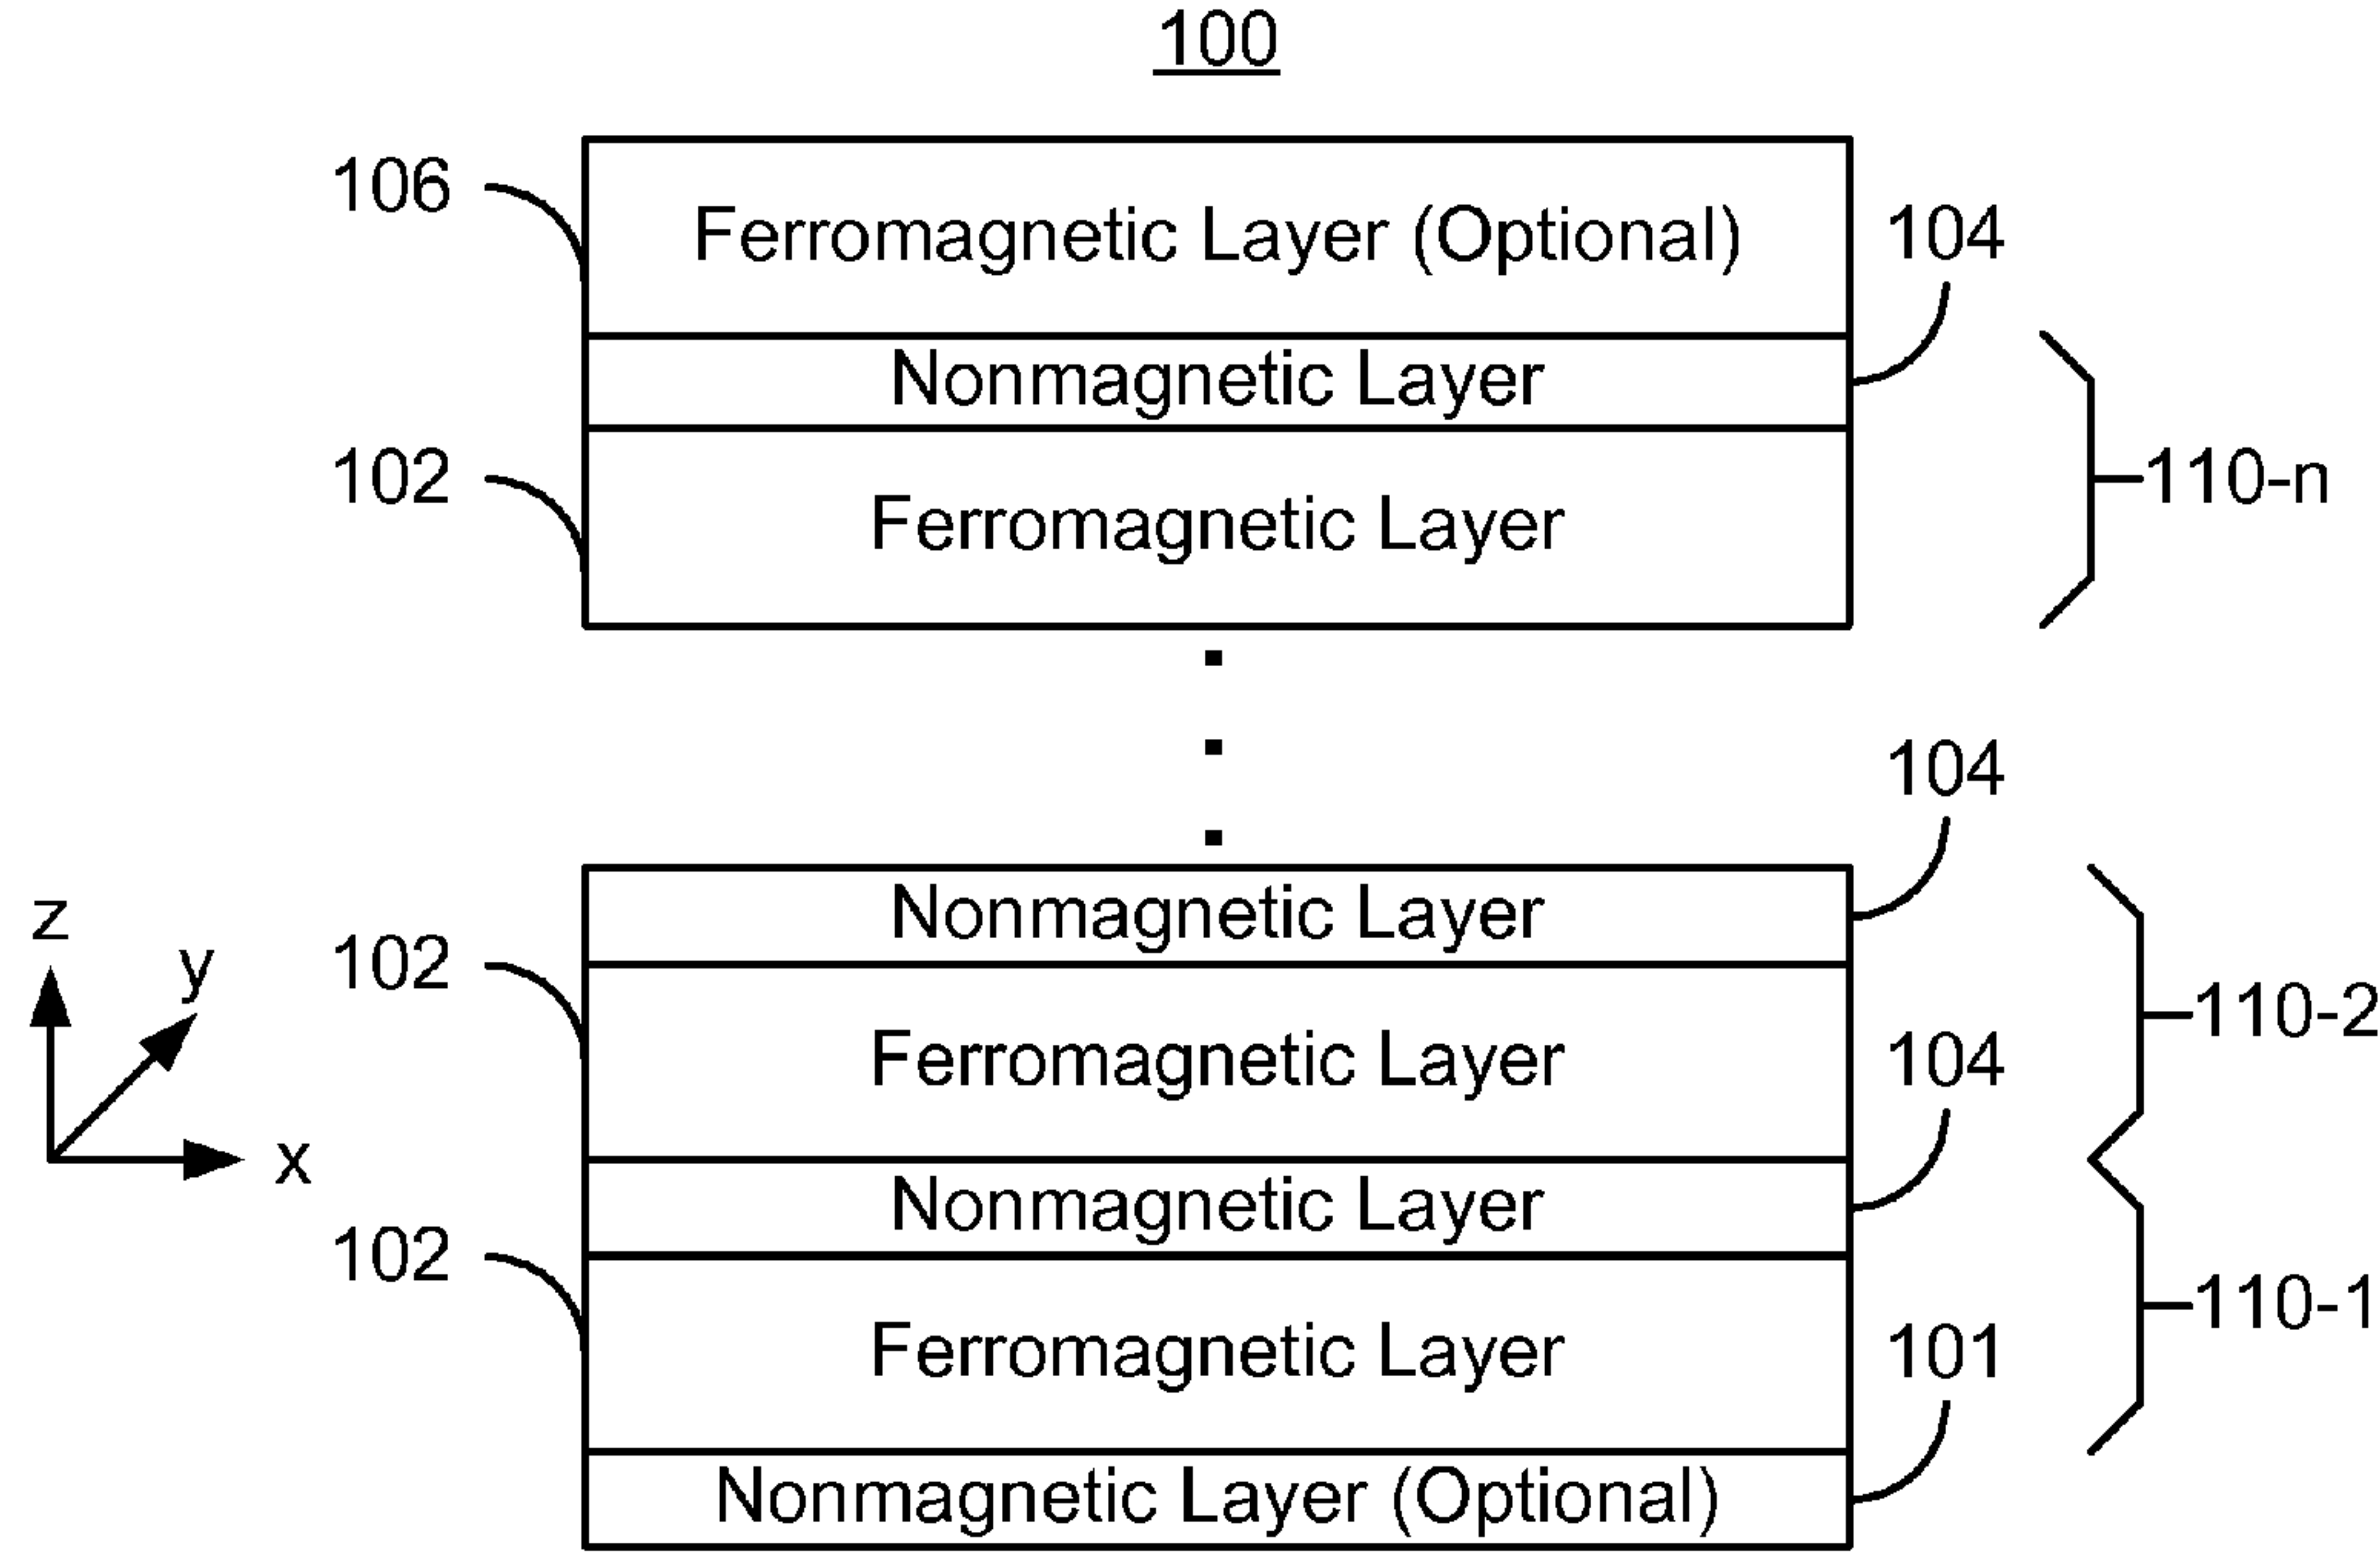 100
106
Ferromagnetic Layer (Optional)
104
Nonmagnetic Layer
102
Ferromagnetic Layer
110-n
104
Nonmagnetic Layer
z
y
x
102
Ferromagnetic Layer
110-2
104
Nonmagnetic Layer
102
Ferromagnetic Layer
110-1
101
Nonmagnetic Layer (Optional)